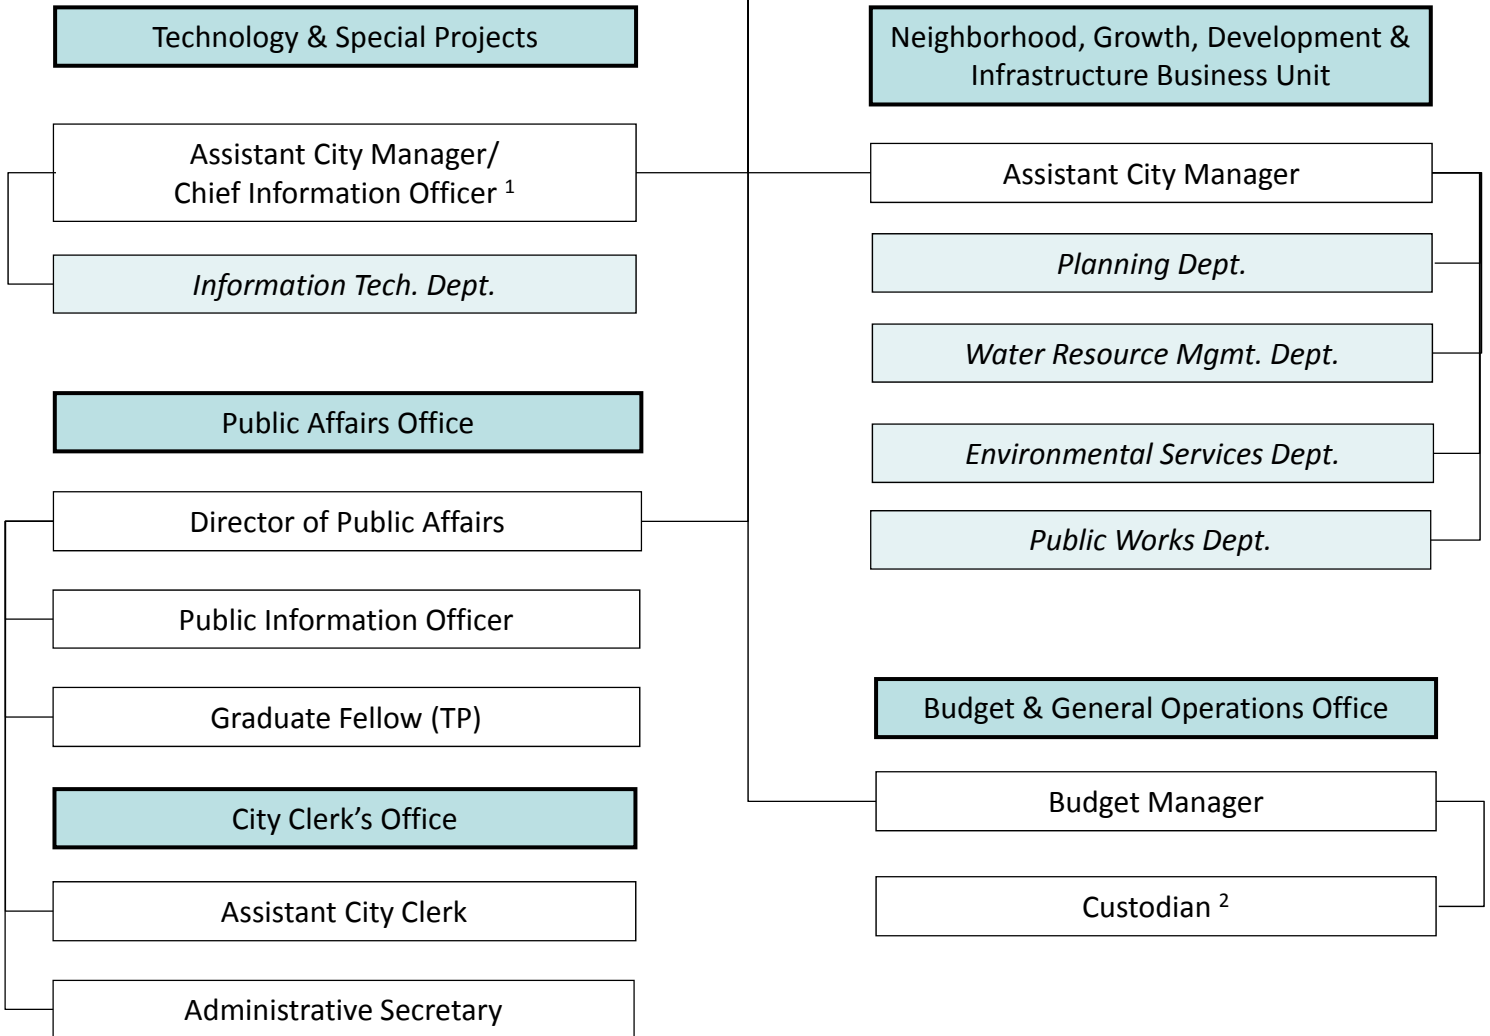 Technology & Special Projects
Assistant City Manager/
Chief Information Officer ¹
Information Tech. Dept.
Public Affairs Office
Director of Public Affairs
Public Information Officer
Graduate Fellow (TP)
City Clerk’s Office
Assistant City Clerk
Administrative Secretary
Neighborhood, Growth, Development &
Infrastructure Business Unit
Assistant City Manager
Planning Dept.
Water Resource Mgmt. Dept.
Environmental Services Dept.
Public Works Dept.
Budget & General Operations Office
Budget Manager
Custodian ²